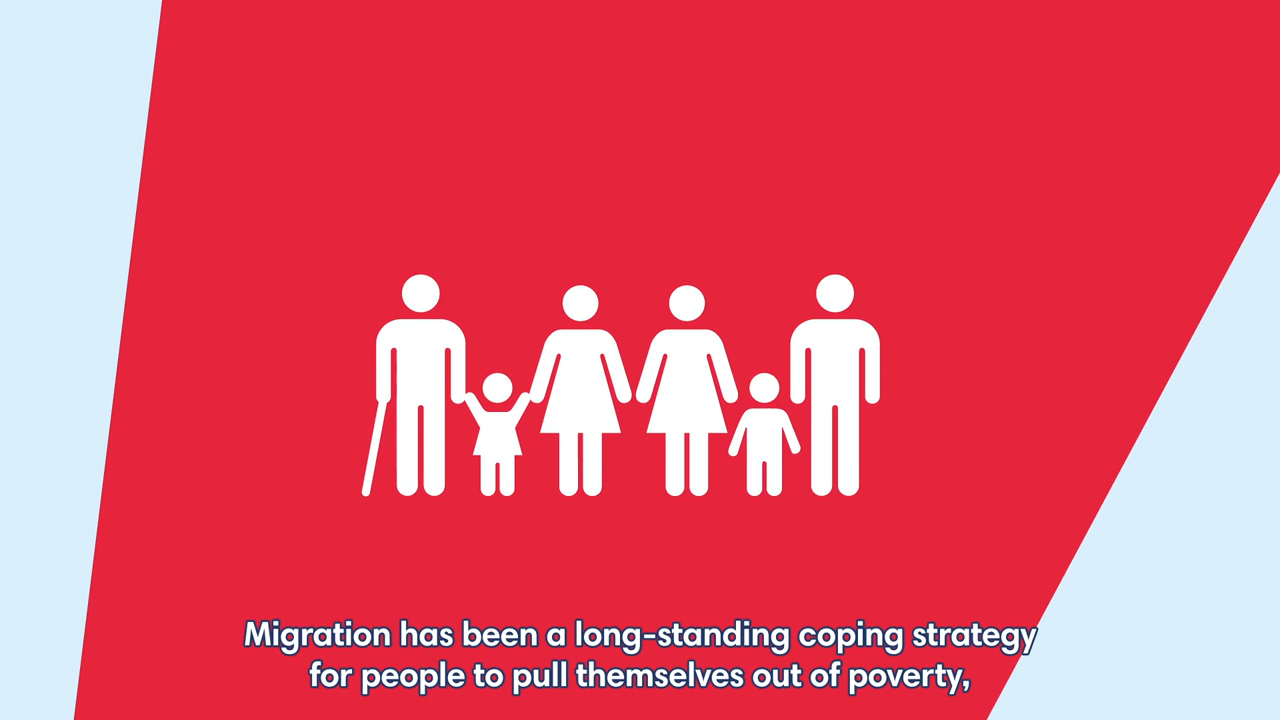 Migration has been a long-standing coping strategy
for people to pull themselves out of poverty,